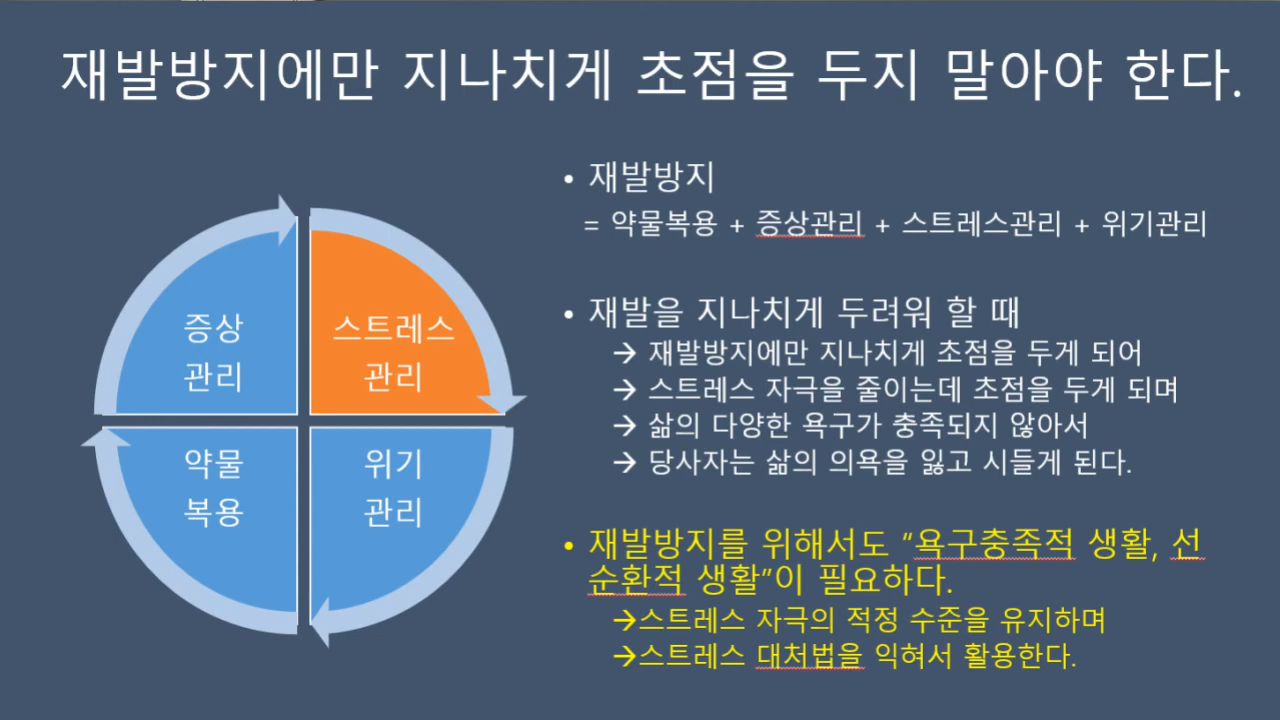 재발방지에만 지나치게 초점을 두지 말아야 한다.
증상
관리
스트레스
관리
약물
복용
위기
관리
• 재발방지
= 약물복용 + 증상관리 + 스트레스관리 + 위기관리
• 재발을 지나치게 두려워 할 때
→ 재발방지에만 지나치게 초점을 두게 되어
→ 스트레스 자극을 줄이는데 초점을 두게 되며
→ 삶의 다양한 욕구가 충족되지 않아서
→ 당사자는 삶의 의욕을 잃고 시들게 된다.
• 재발방지를 위해서도 "욕구충족적 생활, 선
순환적 생활"이 필요하다.
→스트레스 자극의 적정 수준을 유지하며
→스트레스 대처법을 익혀서 활용한다.